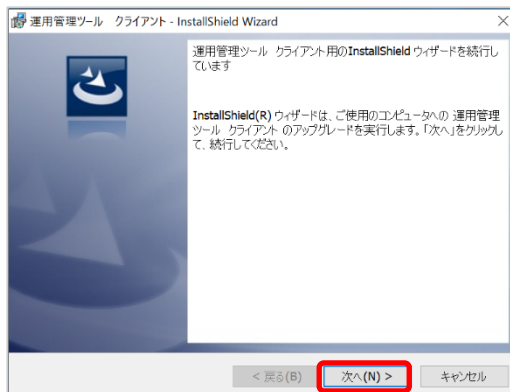 運用管理ツール　クライアント - InstallShield Wizard
運用管理ツール　クライアント用のInstallShield ウィザードを続行し
ています
InstallShield(R) ウィザードは、ご使用のコンピュータへの 運用管理
ツール　クライアント のアップグレードを実行します。「次へ」をクリックし
て、続行してください。
< 戻る(B)
次へ(N) >
キャンセル